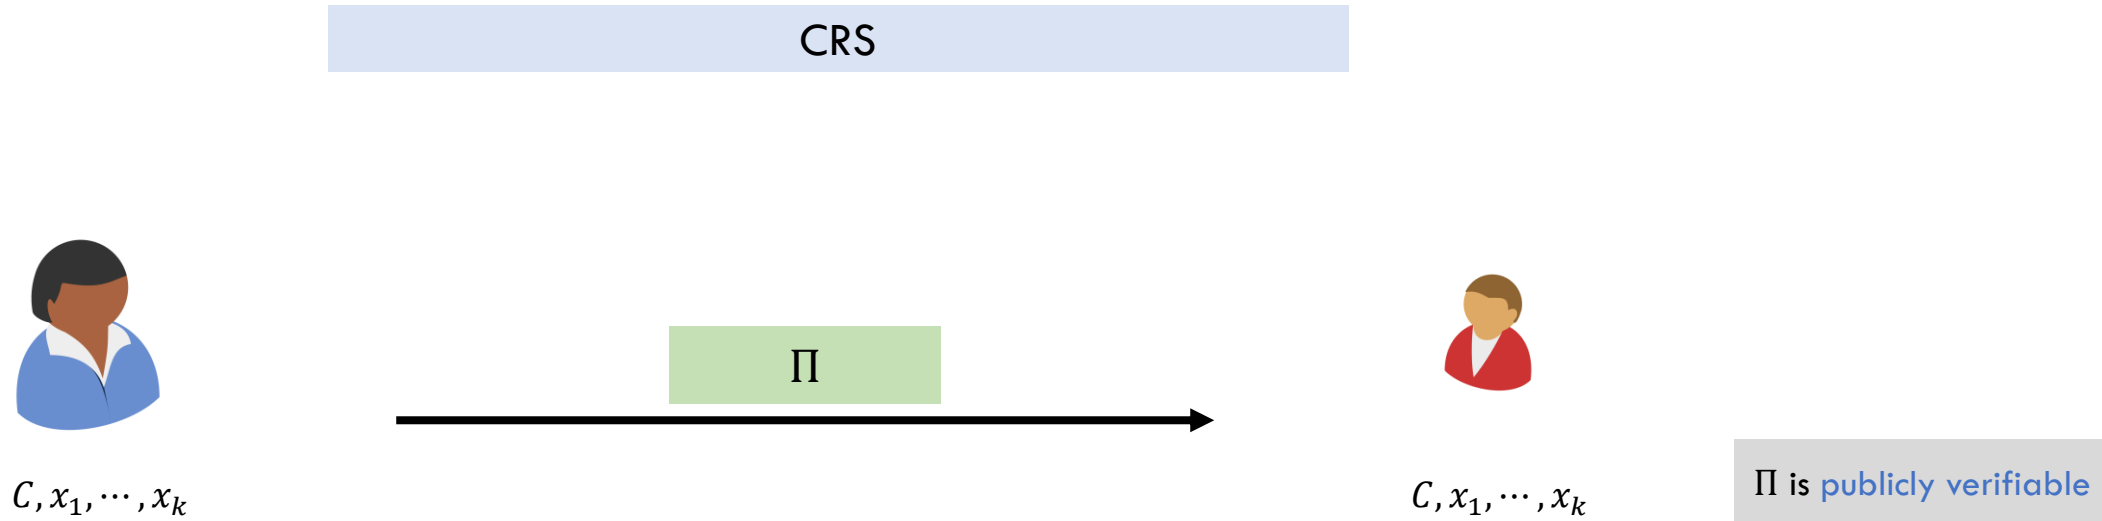 CRS
Π
C, x₁, ⋯, xₖ
C, x₁, ⋯, xₖ
Π is publicly verifiable